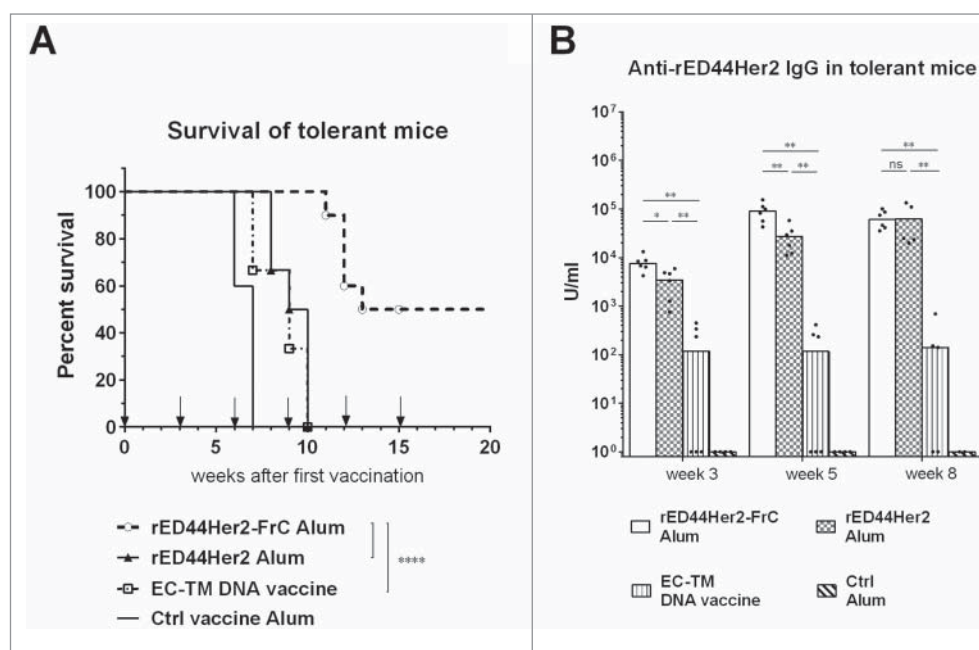 A
Survival of tolerant mice
Percent survival
100
80
60
40
20
0
0 5 10 15 20
weeks after first vaccination
rED44Her2-FrC Alum
rED44Her2 Alum
EC-TM DNA vaccine
Ctrl vaccine Alum
****
B
Anti-rED44Her2 IgG in tolerant mice
U/ml
10⁷
10⁶
10⁵
10⁴
10³
10²
10¹
10⁰
**
* **
**
** **
**
ns **
week 3 week 5 week 8
rED44Her2-FrC
Alum
rED44Her2
Alum
EC-TM
DNA vaccine
Ctrl
Alum